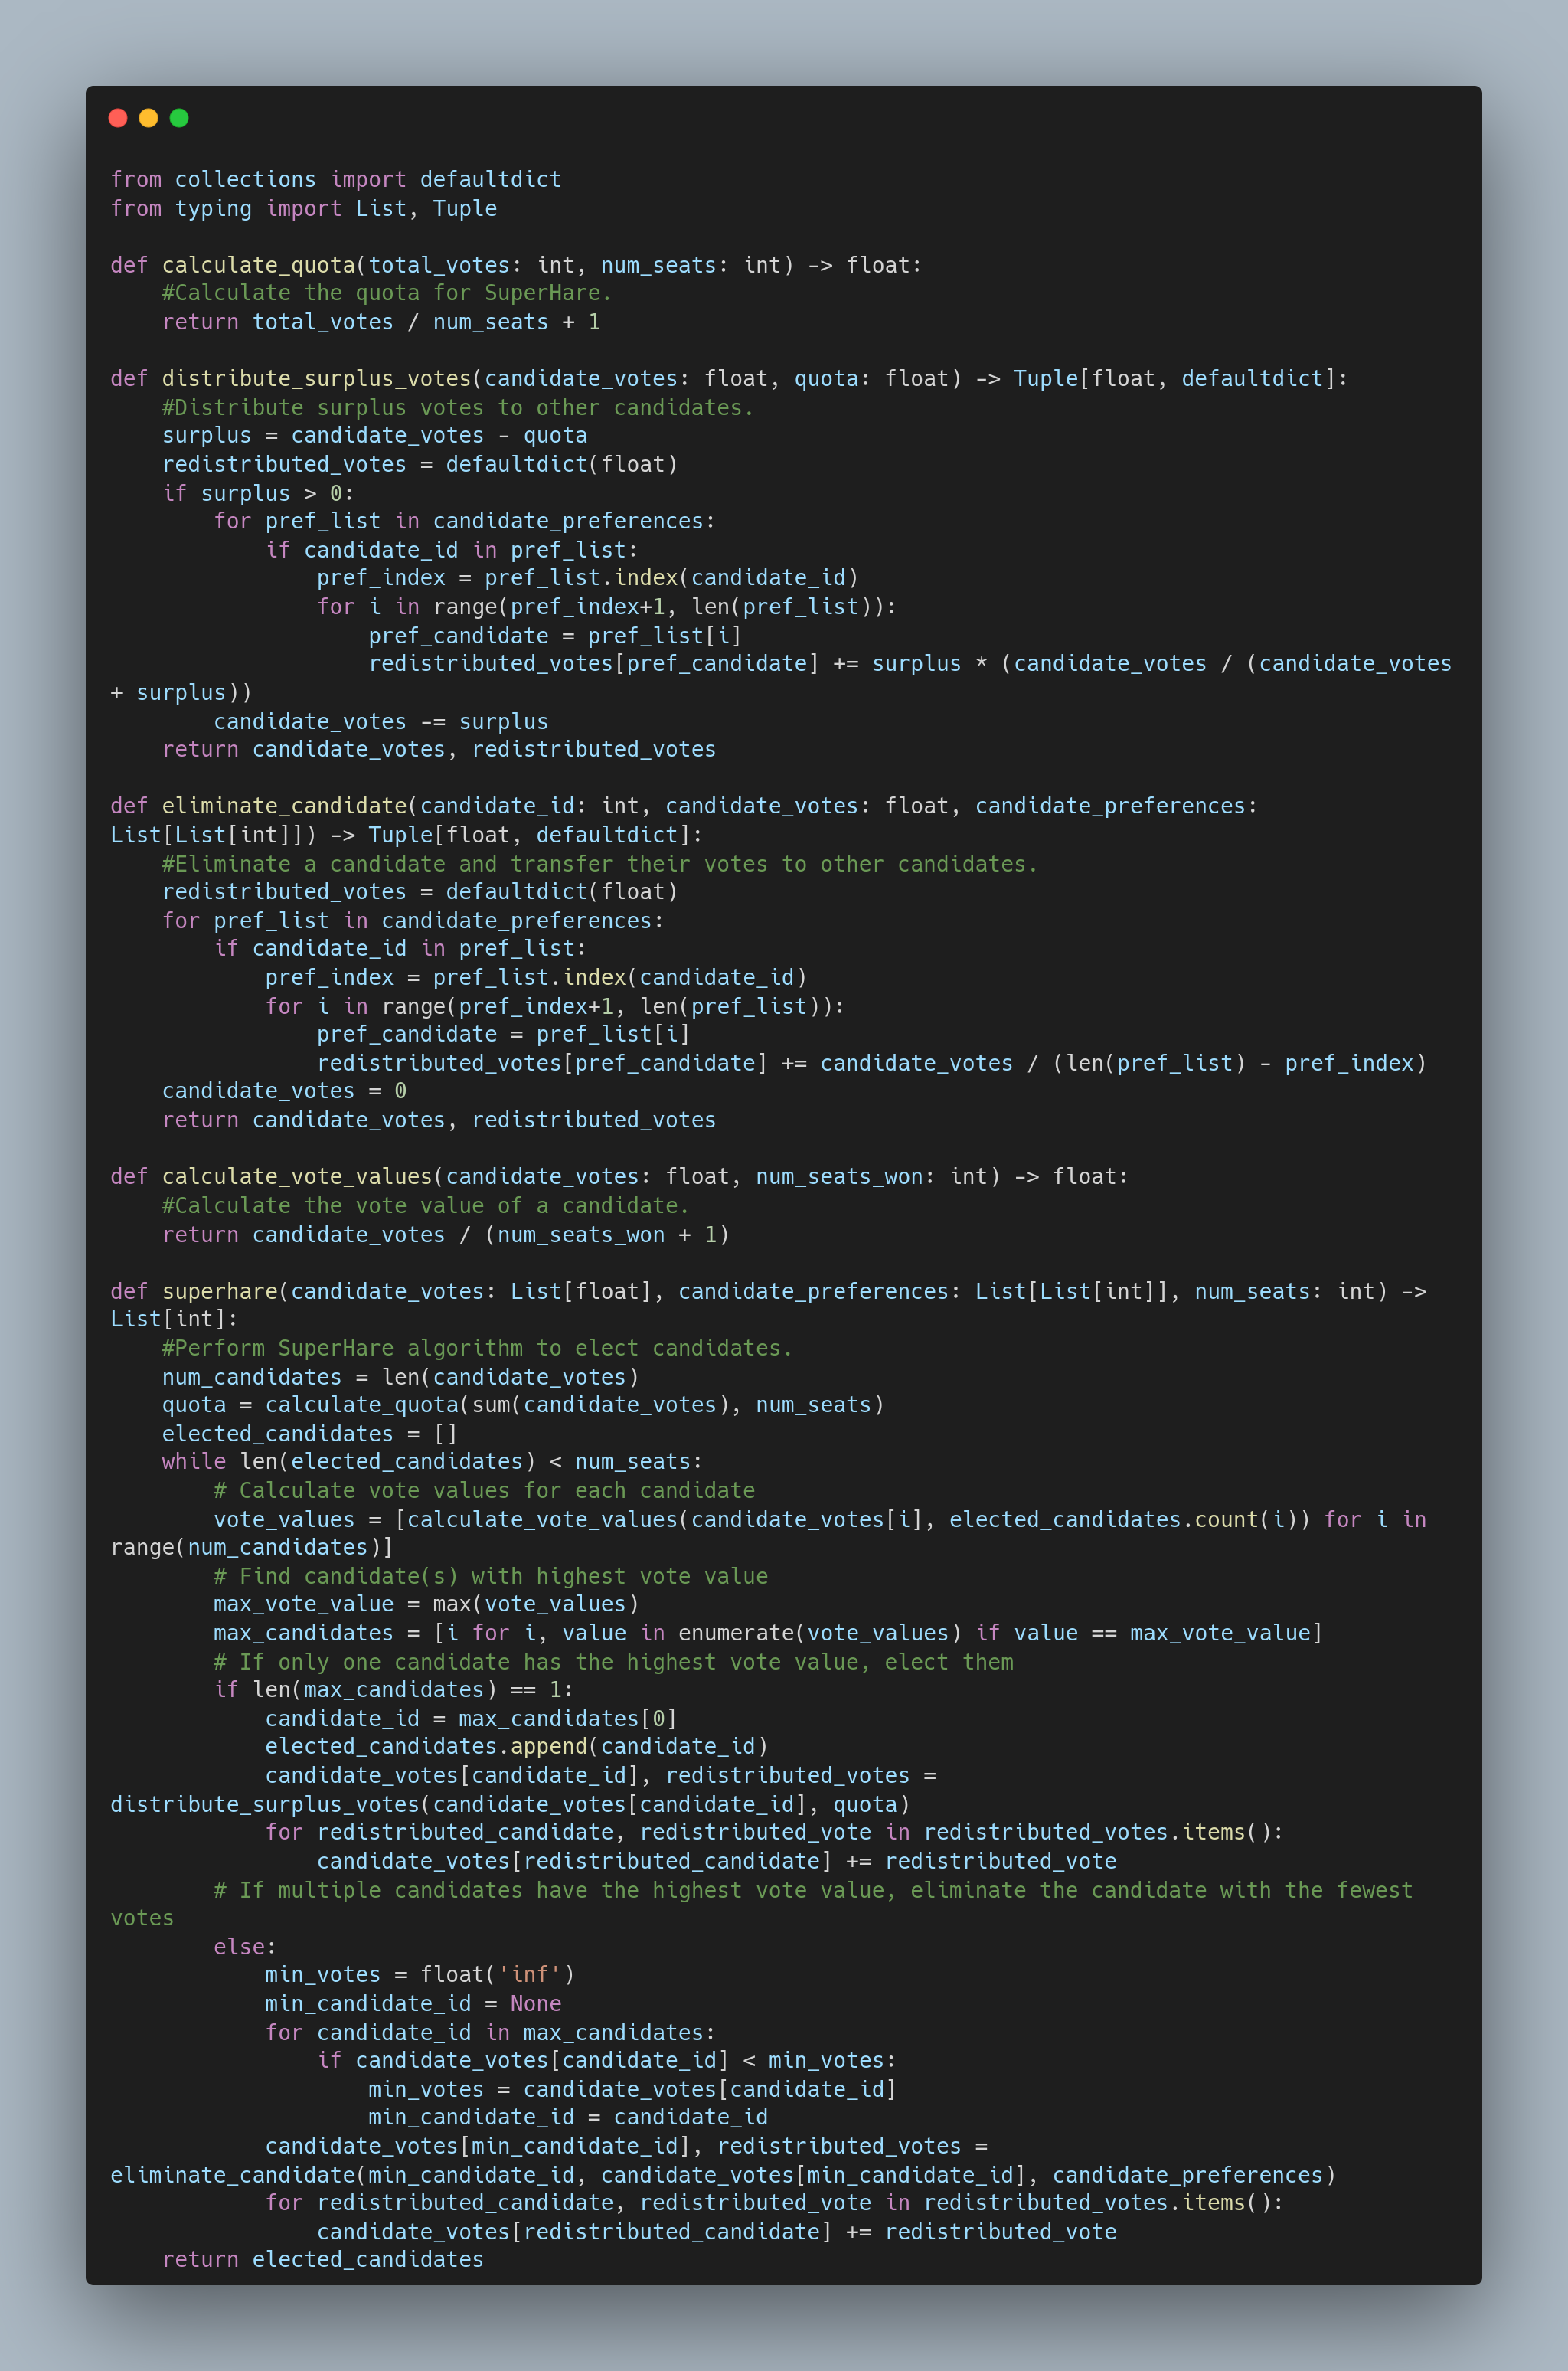 from collections import defaultdict
from typing import List, Tuple

def calculate_quota(total_votes: int, num_seats: int) -> float:
    #Calculate the quota for SuperHare.
    return total_votes / num_seats + 1

def distribute_surplus_votes(candidate_votes: float, quota: float) -> Tuple[float, defaultdict]:
    #Distribute surplus votes to other candidates.
    surplus = candidate_votes - quota
    redistributed_votes = defaultdict(float)
    if surplus > 0:
        for pref_list in candidate_preferences:
            if candidate_id in pref_list:
                pref_index = pref_list.index(candidate_id)
                for i in range(pref_index+1, len(pref_list)):
                    pref_candidate = pref_list[i]
                    redistributed_votes[pref_candidate] += surplus * (candidate_votes / (candidate_votes
+ surplus))
        candidate_votes -= surplus
    return candidate_votes, redistributed_votes

def eliminate_candidate(candidate_id: int, candidate_votes: float, candidate_preferences:
List[List[int]]) -> Tuple[float, defaultdict]:
    #Eliminate a candidate and transfer their votes to other candidates.
    redistributed_votes = defaultdict(float)
    for pref_list in candidate_preferences:
        if candidate_id in pref_list:
            pref_index = pref_list.index(candidate_id)
            for i in range(pref_index+1, len(pref_list)):
                pref_candidate = pref_list[i]
                redistributed_votes[pref_candidate] += candidate_votes / (len(pref_list) - pref_index)
    candidate_votes = 0
    return candidate_votes, redistributed_votes

def calculate_vote_values(candidate_votes: float, num_seats_won: int) -> float:
    #Calculate the vote value of a candidate.
    return candidate_votes / (num_seats_won + 1)

def superhare(candidate_votes: List[float], candidate_preferences: List[List[int]], num_seats: int) ->
List[int]:
    #Perform SuperHare algorithm to elect candidates.
    num_candidates = len(candidate_votes)
    quota = calculate_quota(sum(candidate_votes), num_seats)
    elected_candidates = []
    while len(elected_candidates) < num_seats:
        # Calculate vote values for each candidate
        vote_values = [calculate_vote_values(candidate_votes[i], elected_candidates.count(i)) for i in
range(num_candidates)]
        # Find candidate(s) with highest vote value
        max_vote_value = max(vote_values)
        max_candidates = [i for i, value in enumerate(vote_values) if value == max_vote_value]
        # If only one candidate has the highest vote value, elect them
        if len(max_candidates) == 1:
            candidate_id = max_candidates[0]
            elected_candidates.append(candidate_id)
            candidate_votes[candidate_id], redistributed_votes =
distribute_surplus_votes(candidate_votes[candidate_id], quota)
            for redistributed_candidate, redistributed_vote in redistributed_votes.items():
                candidate_votes[redistributed_candidate] += redistributed_vote
        # If multiple candidates have the highest vote value, eliminate the candidate with the fewest
votes
        else:
            min_votes = float('inf')
            min_candidate_id = None
            for candidate_id in max_candidates:
                if candidate_votes[candidate_id] < min_votes:
                    min_votes = candidate_votes[candidate_id]
                    min_candidate_id = candidate_id
            candidate_votes[min_candidate_id], redistributed_votes =
eliminate_candidate(min_candidate_id, candidate_votes[min_candidate_id], candidate_preferences)
            for redistributed_candidate, redistributed_vote in redistributed_votes.items():
                candidate_votes[redistributed_candidate] += redistributed_vote
    return elected_candidates